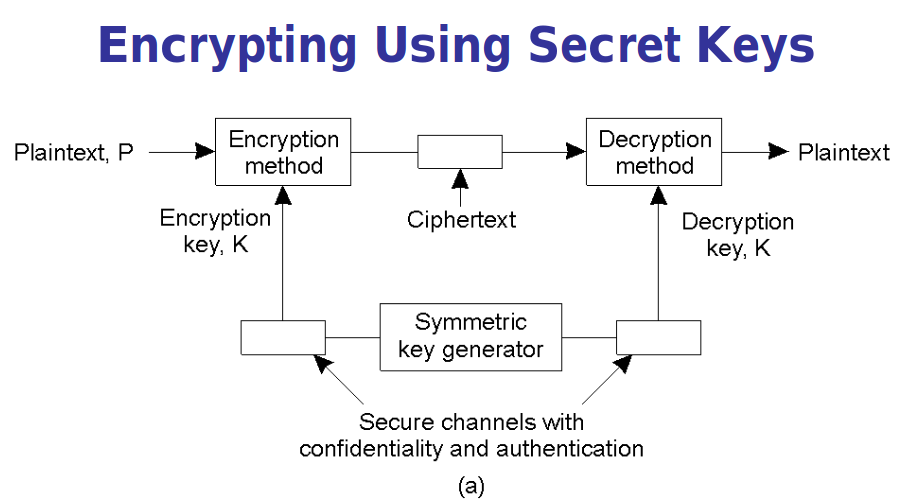 Encrypting Using Secret Keys
Plaintext, P
Encryption
method
Decryption
method
Plaintext
Ciphertext
Encryption
key, K
Decryption
key, K
Symmetric
key generator
Secure channels with
confidentiality and authentication
(a)